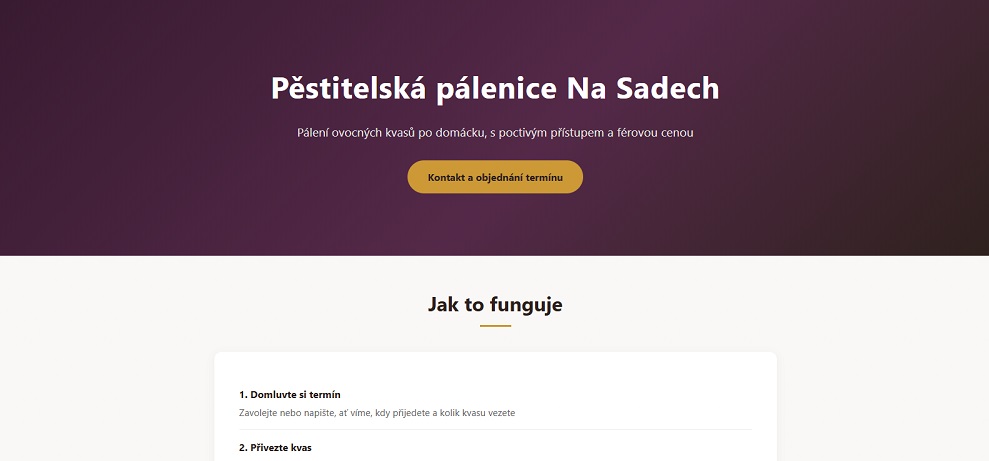 Pěstitelská pálenice Na Sadech
Pálení ovocných kvasů po domácku, s poctivým přístupem a férovou cenou
Kontakt a objednání termínu
Jak to funguje
1. Domluvte si termín
Zavolejte nebo napište, ať víme, kdy přijedete a kolik kvasu vezete
2. Přivezte kvas